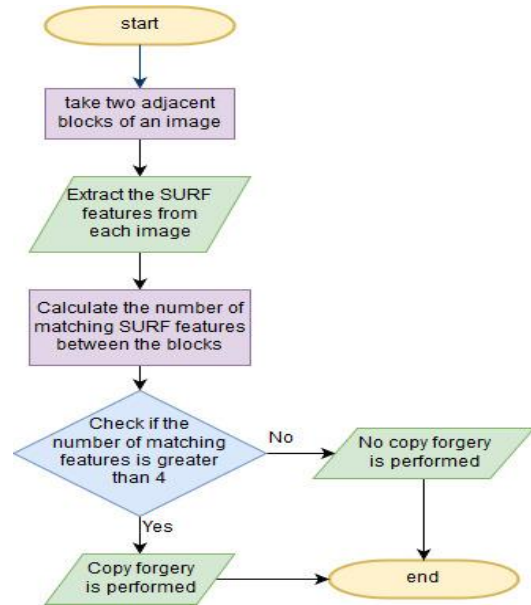 start
take two adjacent
blocks of an image
Extract the SURF
features from
each image
Calculate the number of
matching SURF features
between the blocks
Check if the
number of matching
features is greater
than 4
No
No copy forgery
is performed
Yes
Copy forgery
is performed
end